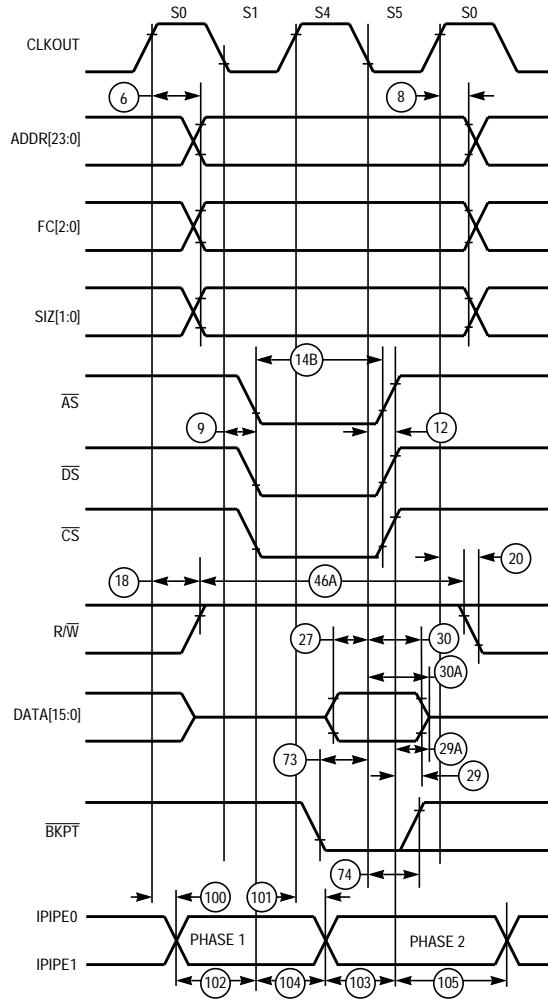 S0 S1 S4 S5 S0
CLKOUT
6 8
ADDR[23:0]
FC[2:0]
SIZ[1:0]
14B
AS
9 12
DS
CS
18 46A 20
R/W
27 30
30A
DATA[15:0]
29A
73 29
BKPT
74
100 101
IPIPE0
PHASE 1 PHASE 2
IPIPE1
102 104 103 105